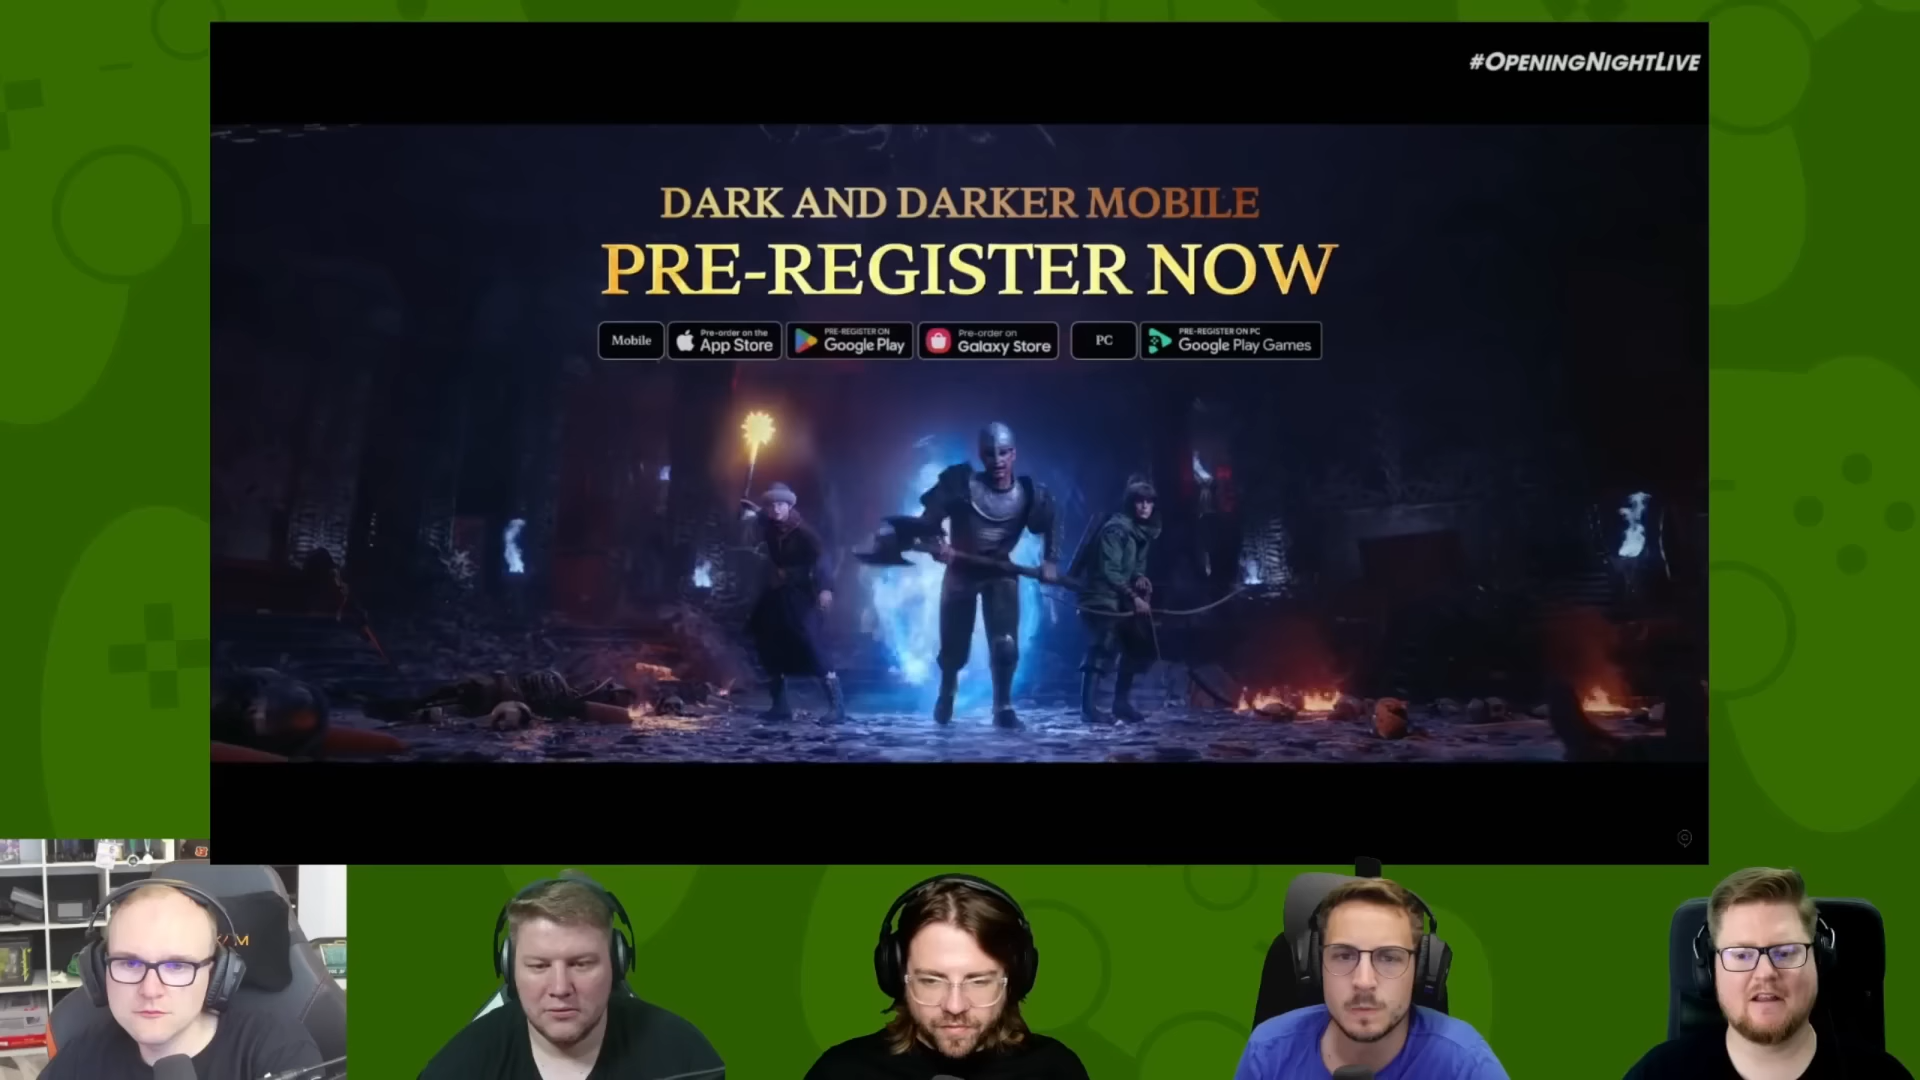 #OPENINGNIGHTLIVE
DARK AND DARKER MOBILE
PRE-REGISTER NOW
Mobile
Pre-order on the
App Store
PRE-REGISTER ON
Google Play
Pre-order on
Galaxy Store
PC
PRE-REGISTER ON PC
Google Play Games